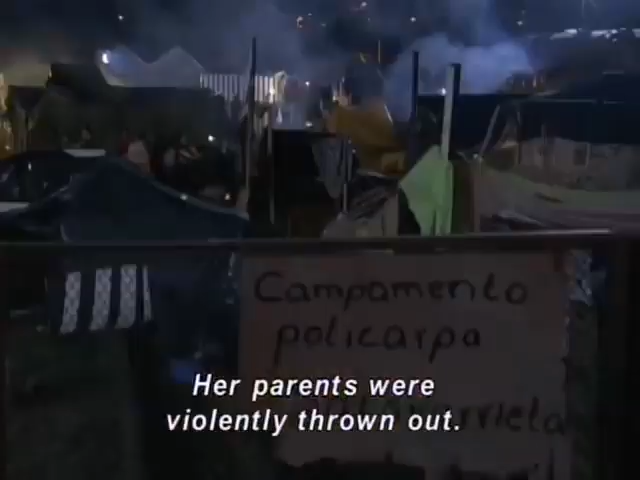 Campamento
policarpa
Her parents were
violently thrown out.